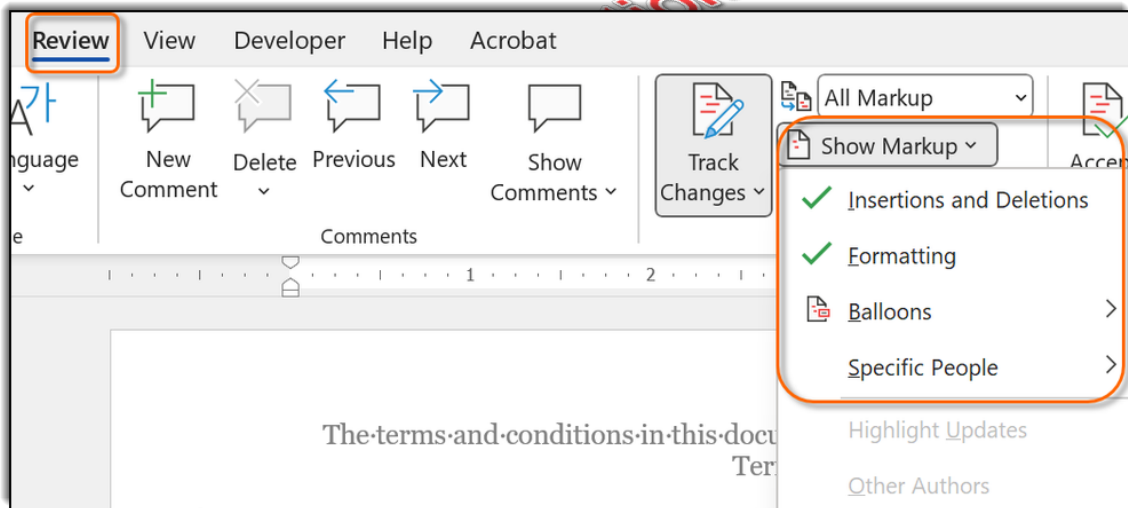 Review View Developer Help Acrobat
All Markup
Show Markup
New Comment
Delete
Previous
Next
Show Comments
Track Changes
Comments
Insertions and Deletions
Formatting
Balloons
Specific People
Highlight Updates
Other Authors
1 2
The·terms·and·conditions·in·this·docu
Ter